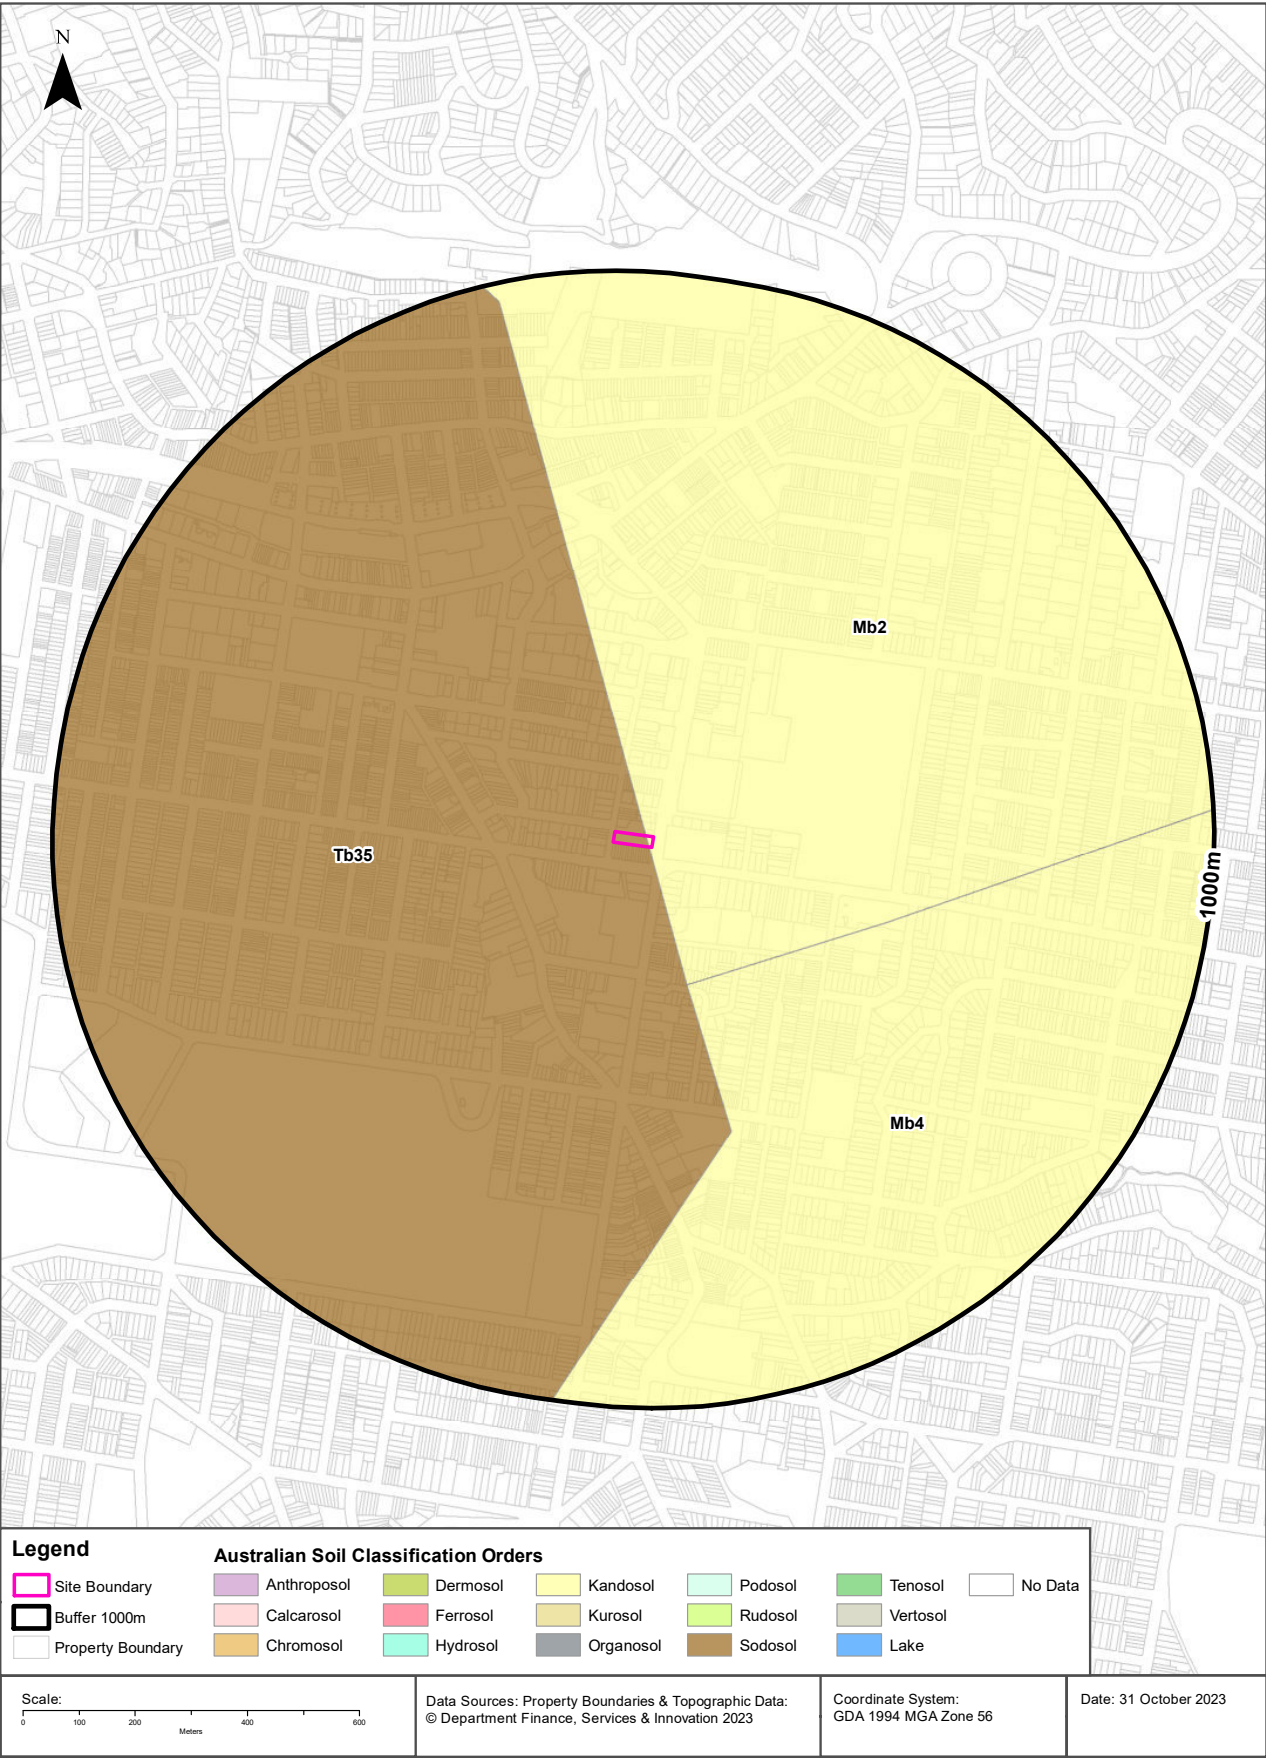 N
Mb2
Tb35
1000m
Mb4
Legend
Site Boundary
Buffer 1000m
Property Boundary
Australian Soil Classification Orders
Anthroposol
Dermosol
Kandosol
Podosol
Tenosol
No Data
Calcarosol
Ferrosol
Kurosol
Rudosol
Vertosol
Chromosol
Hydrosol
Organosol
Sodosol
Lake
Scale:
0 100 200 400 600
Meters
Data Sources: Property Boundaries & Topographic Data:
© Department Finance, Services & Innovation 2023
Coordinate System:
GDA 1994 MGA Zone 56
Date: 31 October 2023